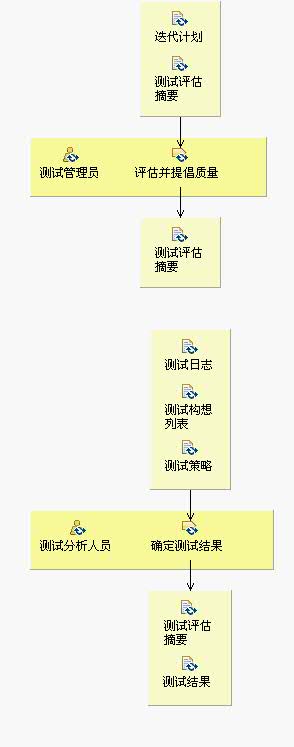 迭代计划
测试评估
摘要
测试管理员
评估并提倡质量
测试评估
摘要
测试日志
测试构想
列表
测试策略
测试分析人员
确定测试结果
测试评估
摘要
测试结果